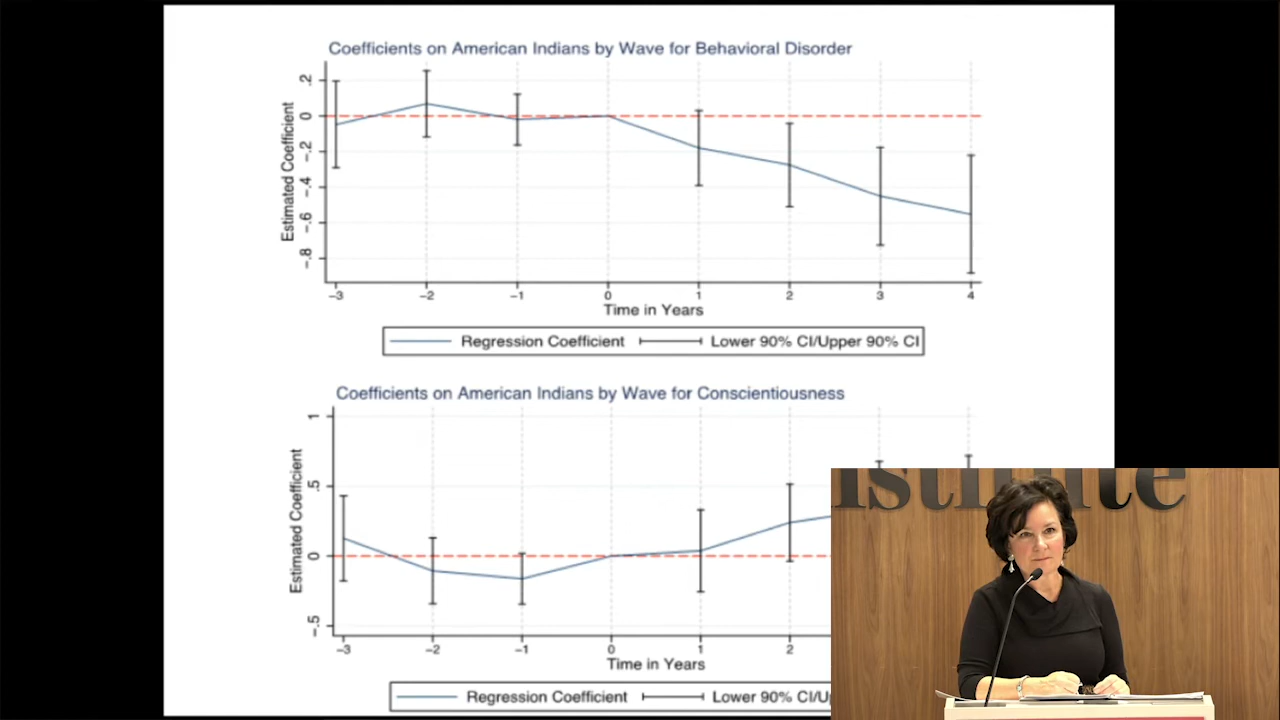 Coefficients on American Indians by Wave for Behavioral Disorder
Estimated Coefficient
.2
0
-.2
-.4
-.6
-.8
-3 -2 -1 0 1 2 3 4
Time in Years
Regression Coefficient Lower 90% CI/Upper 90% CI
Coefficients on American Indians by Wave for Conscientiousness
Estimated Coefficient
1
.5
0
-.5
-3 -2 -1 0 1 2
Time in Years
Regression Coefficient Lower 90% CI/U